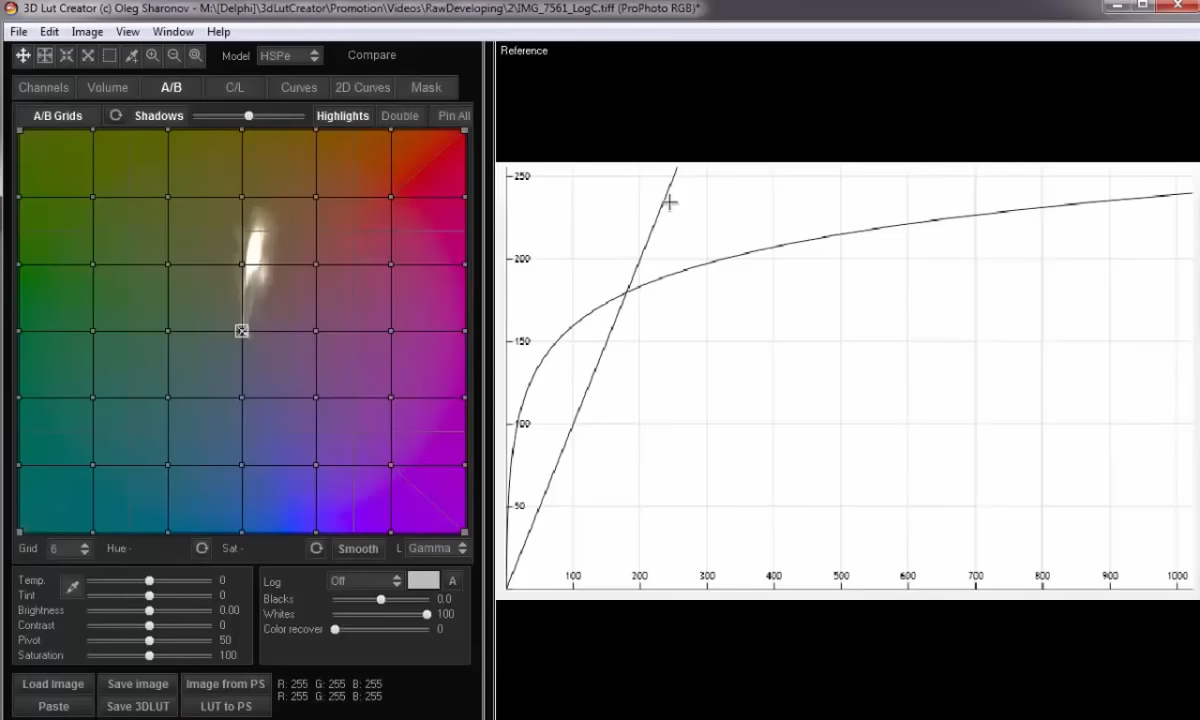 3D Lut Creator (c) Oleg Sharonov - M:\[Delphi]\3dLutCreator\Promotion\Videos\RawDeveloping\2\IMG_7561_LogC.tiff (ProPhoto RGB)*
File Edit Image View Window Help
Model HSPe Compare
Channels Volume A/B C/L Curves 2D Curves Mask
A/B Grids Shadows Highlights Double Pin All
Grid 6 Hue - Sat - Smooth L Gamma
Temp. 0
Tint 0
Brightness 0.00
Contrast 0
Pivot 50
Saturation 100
Log Off A
Blacks 0.0
Whites 100
Color recover 0
Load Image Save image Image from PS R: 255 G: 255 B: 255
R: 255 G: 255 B: 255
Paste Save 3DLUT LUT to PS
Reference
250
200
150
100
50
100 200 300 400 500 600 700 800 900 1000